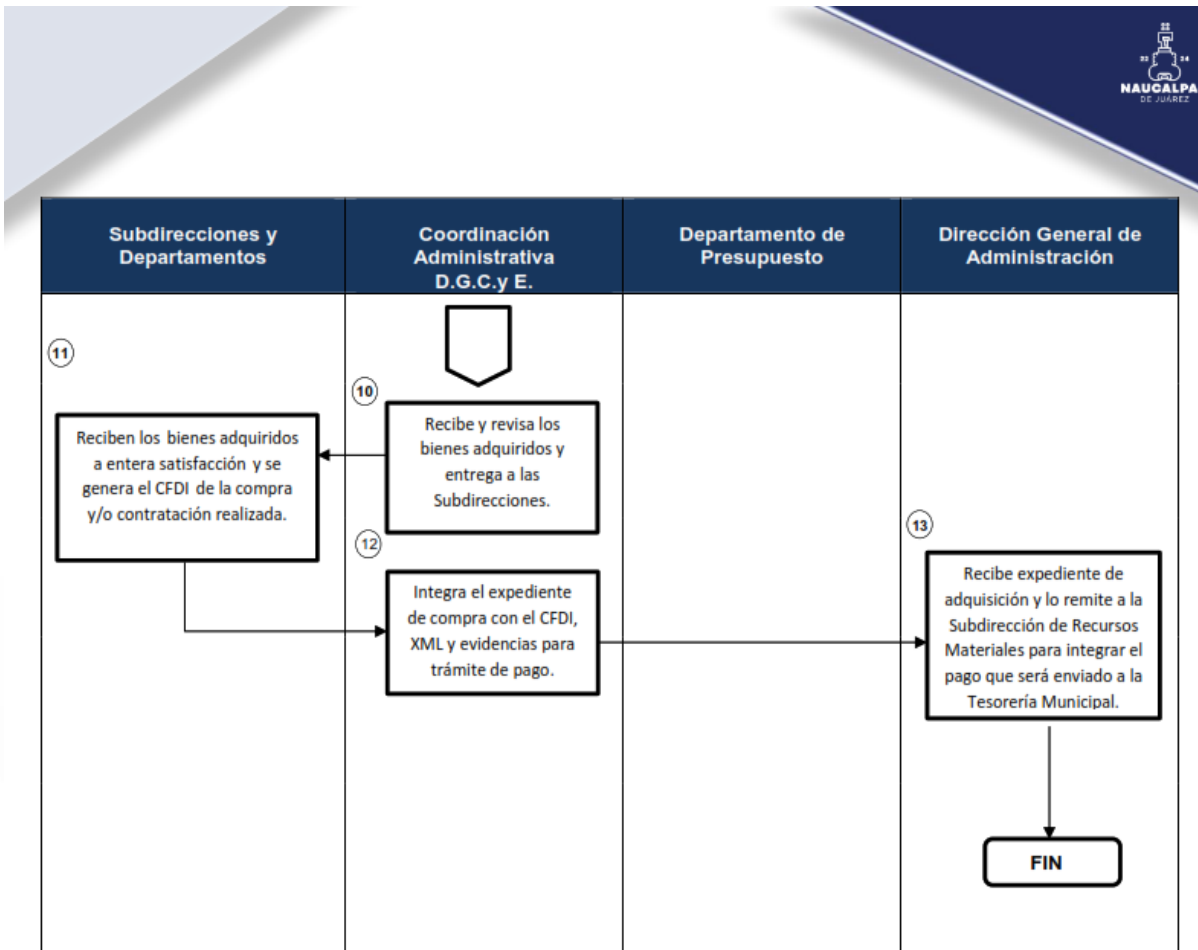 22 24
NAUCALPA
DE JUÁREZ
Subdirecciones y
Departamentos
Coordinación
Administrativa
D.G.C.y E.
Departamento de
Presupuesto
Dirección General de
Administración
10
Recibe y revisa los
bienes adquiridos y
entrega a las
Subdirecciones.
11
Reciben los bienes adquiridos
a entera satisfacción y se
genera el CFDI de la compra
y/o contratación realizada.
12
Integra el expediente
de compra con el CFDI,
XML y evidencias para
trámite de pago.
13
Recibe expediente de
adquisición y lo remite a la
Subdirección de Recursos
Materiales para integrar el
pago que será enviado a la
Tesorería Municipal.
FIN